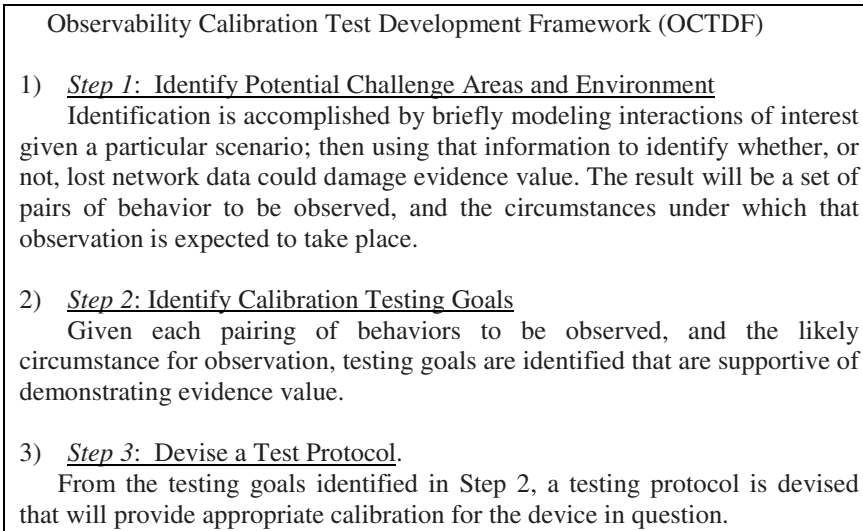 Observability Calibration Test Development Framework (OCTDF)
1) Step 1: Identify Potential Challenge Areas and Environment
Identification is accomplished by briefly modeling interactions of interest
given a particular scenario; then using that information to identify whether, or
not, lost network data could damage evidence value. The result will be a set of
pairs of behavior to be observed, and the circumstances under which that
observation is expected to take place.
2) Step 2: Identify Calibration Testing Goals
Given each pairing of behaviors to be observed, and the likely
circumstance for observation, testing goals are identified that are supportive of
demonstrating evidence value.
3) Step 3: Devise a Test Protocol.
From the testing goals identified in Step 2, a testing protocol is devised
that will provide appropriate calibration for the device in question.